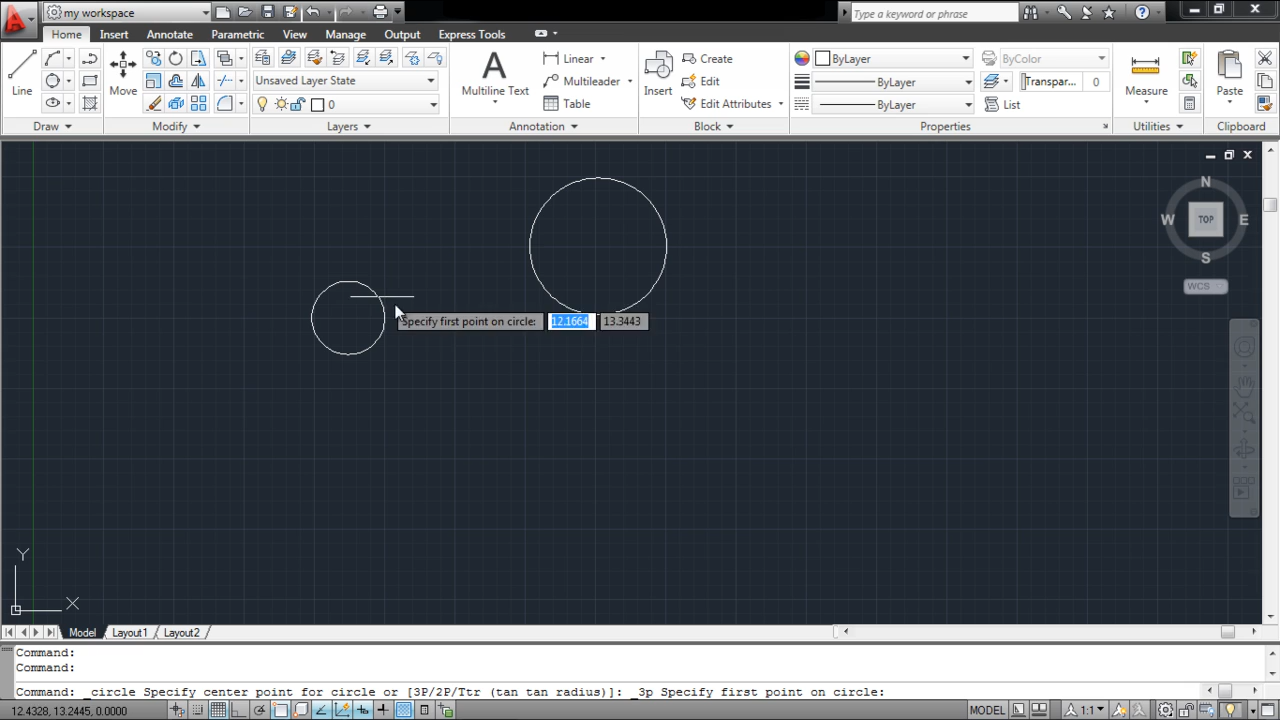 my workspace
Type a keyword or phrase
Home Insert Annotate Parametric View Manage Output Express Tools
Line
Move
Unsaved Layer State
0
Multiline Text
Linear
Multileader
Table
Insert
Create
Edit
Edit Attributes
ByLayer
ByLayer
ByLayer
ByColor
Transpar... 0
List
Measure
Paste
Draw Modify Layers Annotation Block Properties Utilities Clipboard
N
W TOP E
S
WCS
Specify first point on circle: 12.1664 13.3443
Y
X
Model Layout1 Layout2
Command:
Command:
Command: _circle Specify center point for circle or [3P/2P/Ttr (tan tan radius)]: _3p Specify first point on circle:
12.4328, 13.2445, 0.0000 MODEL 1:1